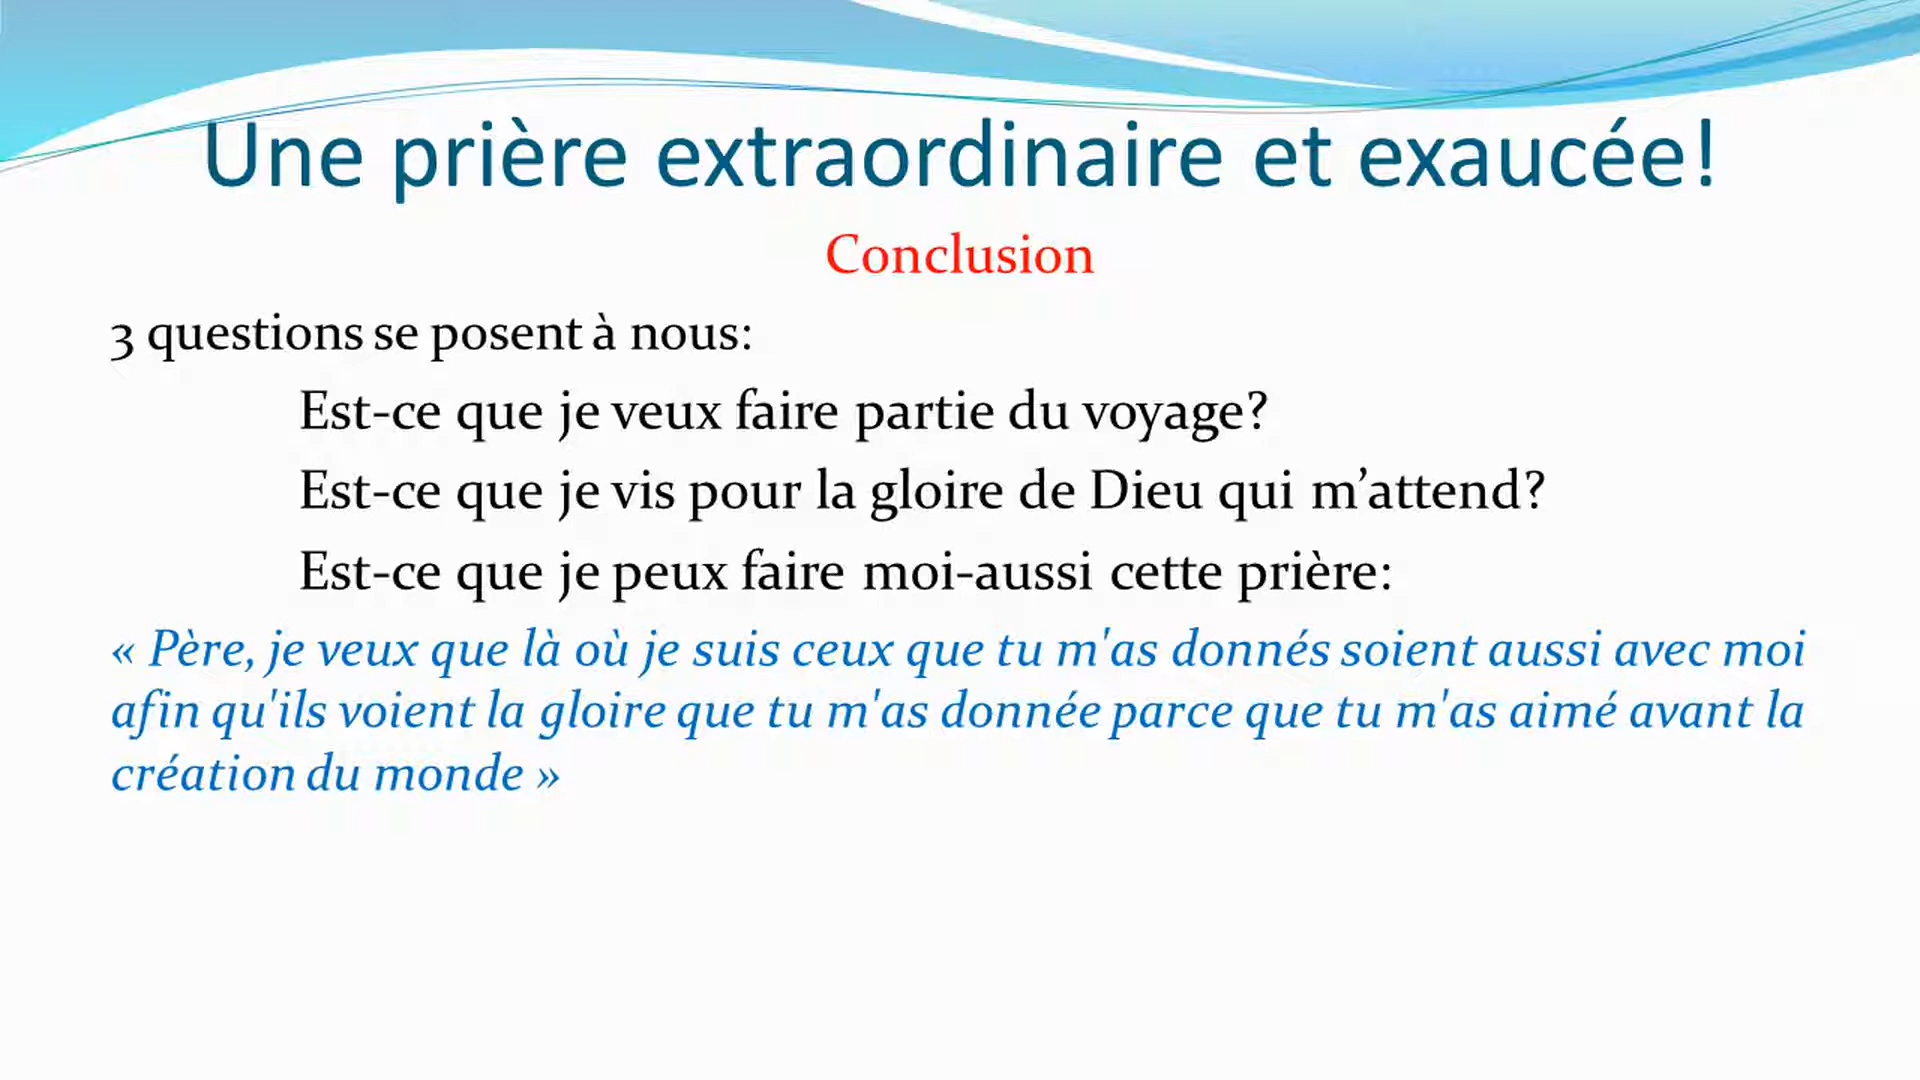 Une prière extraordinaire et exaucée!
Conclusion
3 questions se posent à nous:
Est-ce que je veux faire partie du voyage?
Est-ce que je vis pour la gloire de Dieu qui m’attend?
Est-ce que je peux faire moi-aussi cette prière:
« Père, je veux que là où je suis ceux que tu m'as donnés soient aussi avec moi
afin qu'ils voient la gloire que tu m'as donnée parce que tu m'as aimé avant la
création du monde »